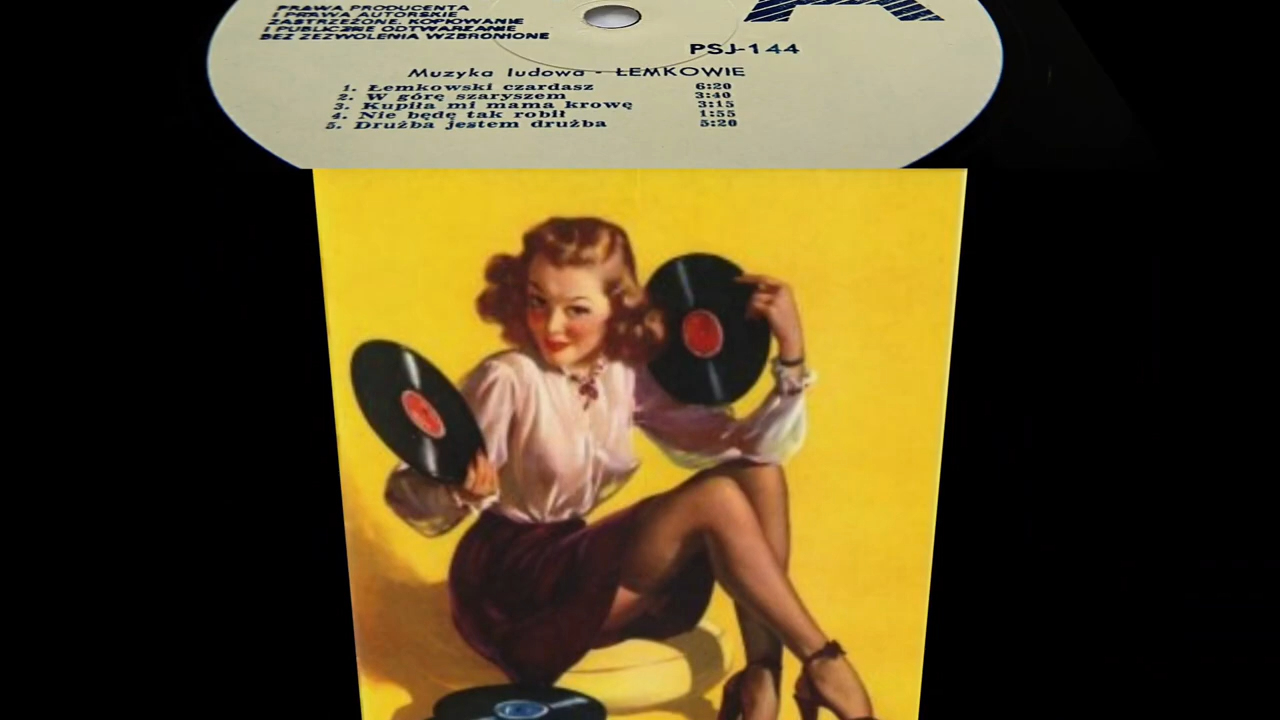 PRAWA PRODUCENTA
I PRAWA AUTORSKIE
ZASTRZEŻONE. KOPIOWANIE
I PUBLICZNE ODTWARZANIE
BEZ ZEZWOLENIA WZBRONIONE
A
PSJ-144
Muzyka ludowa - ŁEMKOWIE
1. Łemkowski czardasz 6:20
2. W górę szaryszem 3:40
3. Kupiła mi mama krowę 3:15
4. Nie będę tak robił 1:55
5. Drużba jestem drużba 5:20